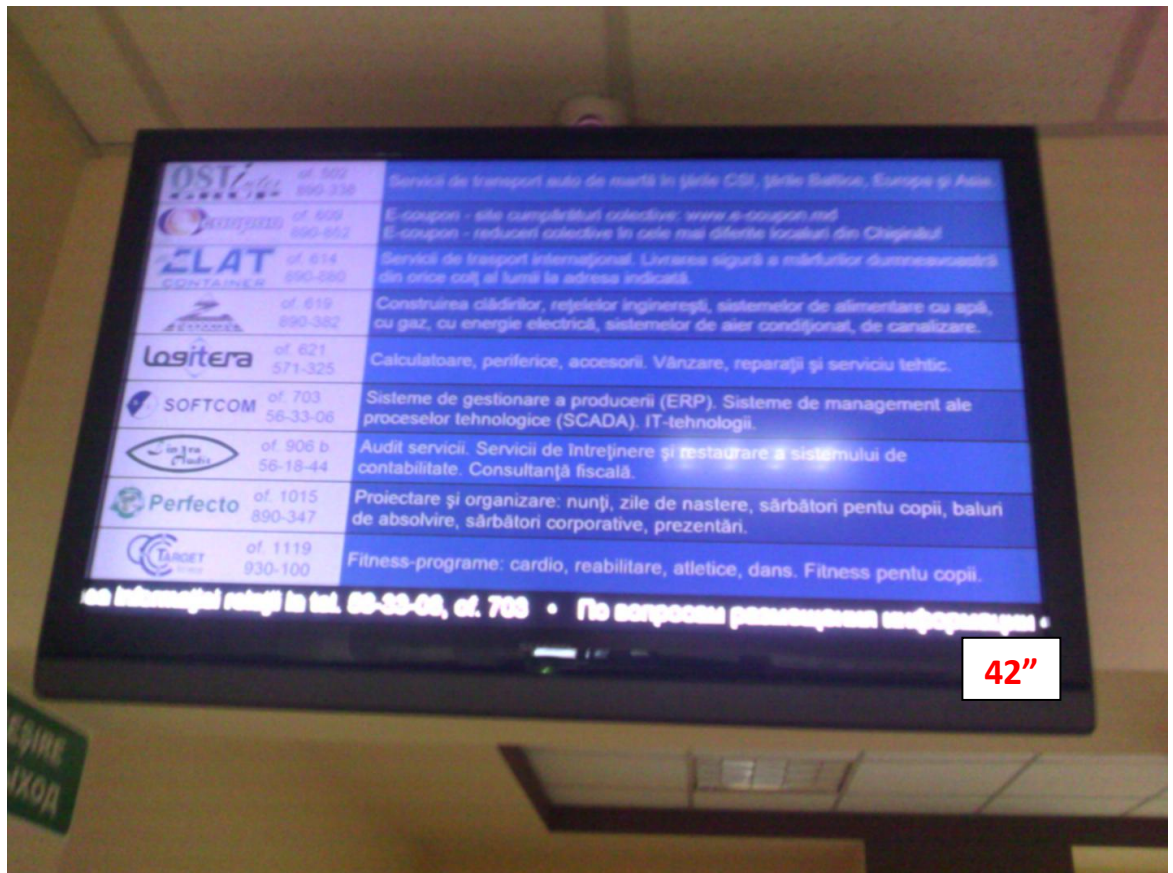 OSTInter
of. 502
890-338
Servicii de transport auto de marfă în ţările CSI, ţările Baltice, Europa şi Asia.
of. 609
890-852
E-coupon - site cumpărături colective: www.e-coupon.md
E-coupon - reduceri colective în cele mai diferite localuri din Chişinău!
ZLAT
CONTAINER
of. 614
890-880
Servicii de trasport internaţional. Livrarea sigură a mărfurilor dumneavoastră
din orice colţ al lumii la adresa indicată.
of. 619
890-382
Construirea clădirilor, reţelelor inginereşti, sistemelor de alimentare cu apă,
cu gaz, cu energie electrică, sistemelor de aier condiţionat, de canalizare.
Logitera
of. 621
571-325
Calculatoare, periferice, accesorii. Vânzare, reparaţii şi serviciu tehtic.
SOFTCOM
of. 703
56-33-06
Sisteme de gestionare a producerii (ERP). Sisteme de management ale
proceselor tehnologice (SCADA). IT-tehnologii.
Audit
of. 906 b
56-18-44
Audit servicii. Servicii de întreţinere şi restaurare a sistemului de
contabilitate. Consultanţă fiscală.
Perfecto
of. 1015
890-347
Proiectare şi organizare: nunţi, zile de nastere, sărbători pentu copii, baluri
de absolvire, sărbători corporative, prezentări.
TARGET
of. 1119
930-100
Fitness-programe: cardio, reabilitare, atletice, dans. Fitness pentu copii.
ea informaţiei relaţii la tel. 56-33-06, of. 703 • По вопросам размещения информации •
42”
EŞIRE
ЫХОД